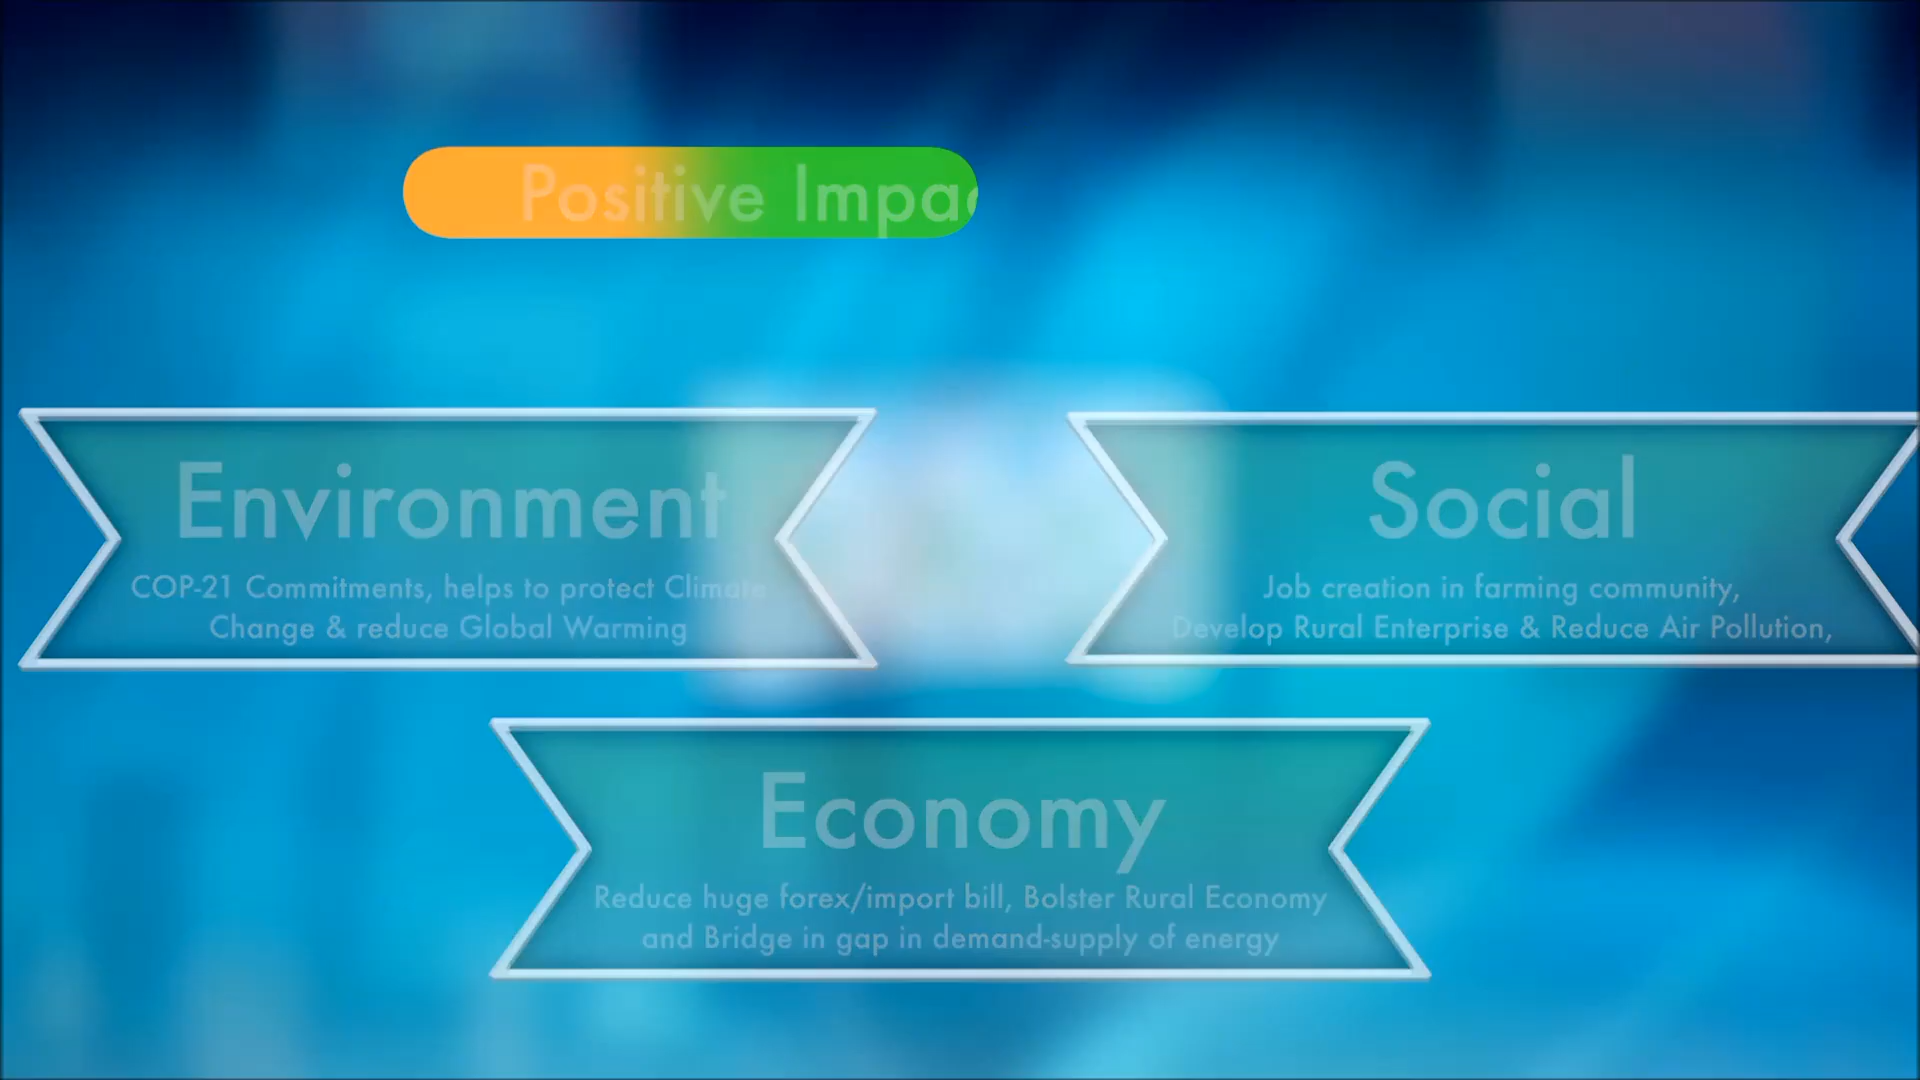 Positive Impac
Environment
COP-21 Commitments, helps to protect Climate
Change & reduce Global Warming
Social
Job creation in farming community,
Develop Rural Enterprise & Reduce Air Pollution,
Economy
Reduce huge forex/import bill, Bolster Rural Economy
and Bridge in gap in demand-supply of energy